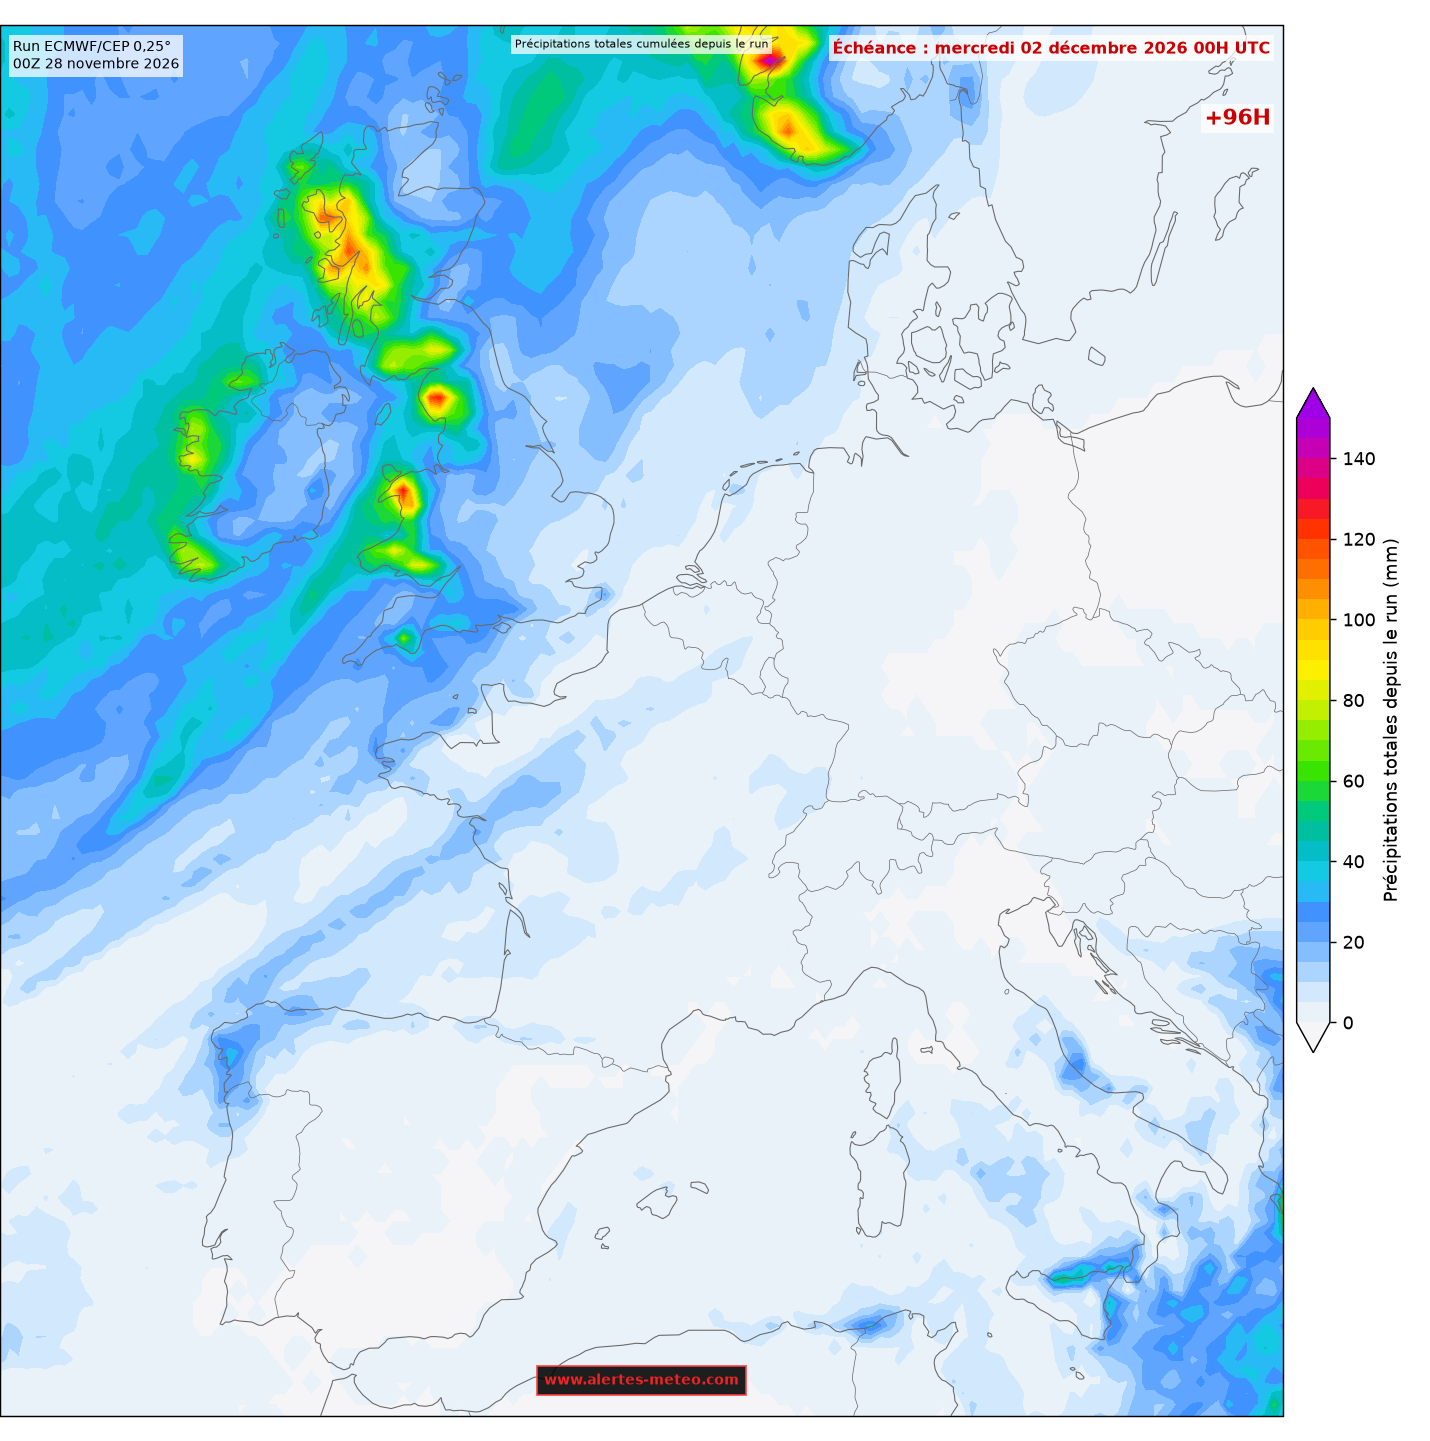 Run ECMWF/CEP 0,25°
00Z 28 novembre 2026
Précipitations totales cumulées depuis le run
Échéance : mercredi 02 décembre 2026 00H UTC
+96H
140
120
100
80
60
40
20
0
Précipitations totales depuis le run (mm)
www.alertes-meteo.com